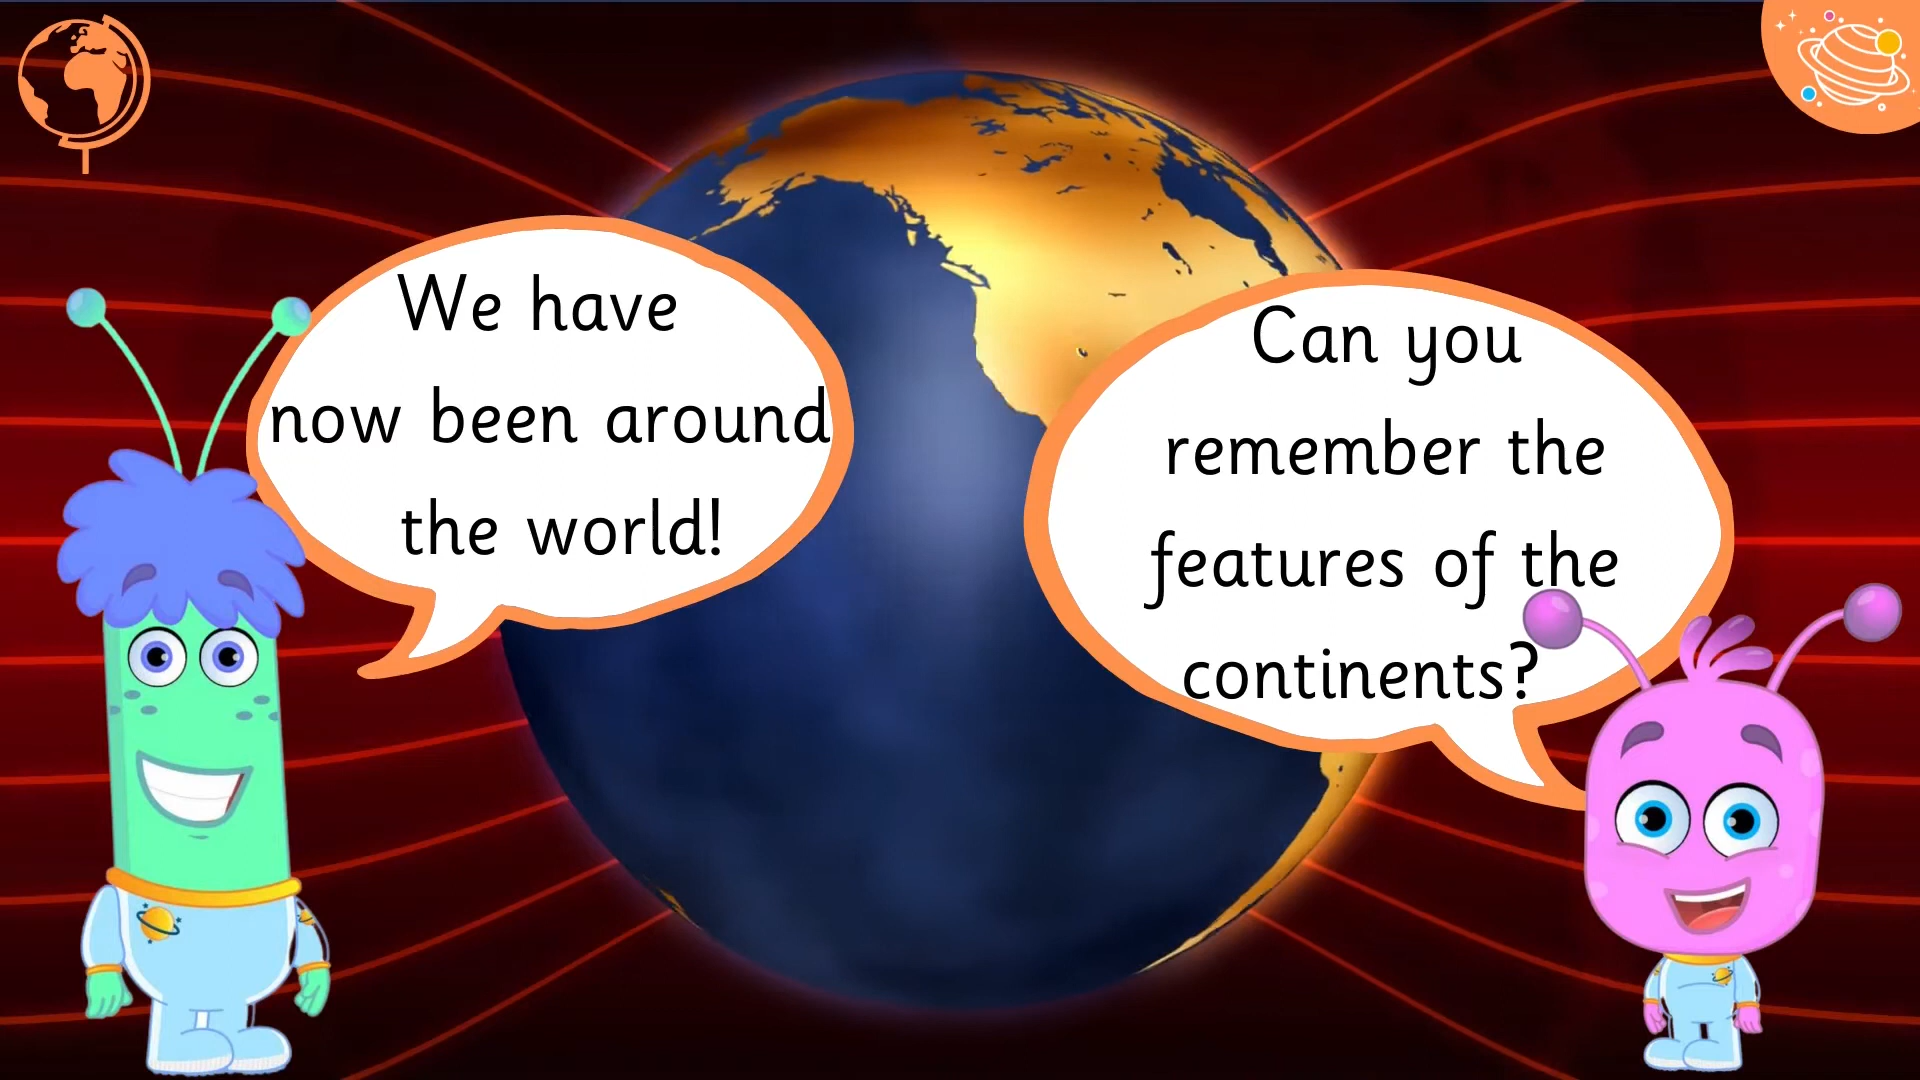 We have
now been around
the world!
Can you
remember the
features of the
continents?